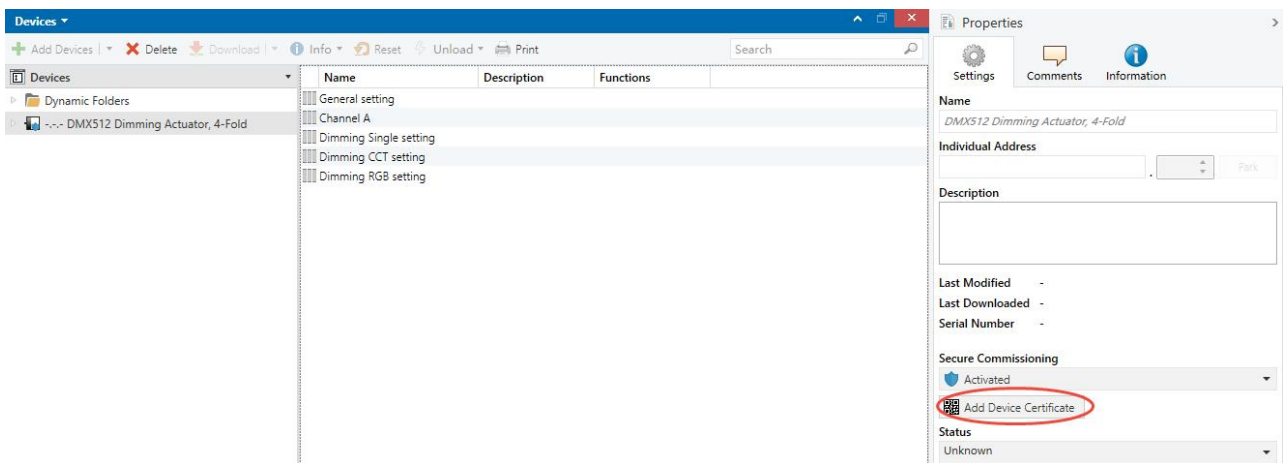 Devices
Add Devices Delete Download Info Reset Unload Print Search
Devices
Dynamic Folders
-.-.- DMX512 Dimming Actuator, 4-Fold
Name Description Functions
General setting
Channel A
Dimming Single setting
Dimming CCT setting
Dimming RGB setting
Properties
Settings Comments Information
Name
DMX512 Dimming Actuator, 4-Fold
Individual Address
. Park
Description
Last Modified -
Last Downloaded -
Serial Number -
Secure Commissioning
Activated
Add Device Certificate
Status
Unknown